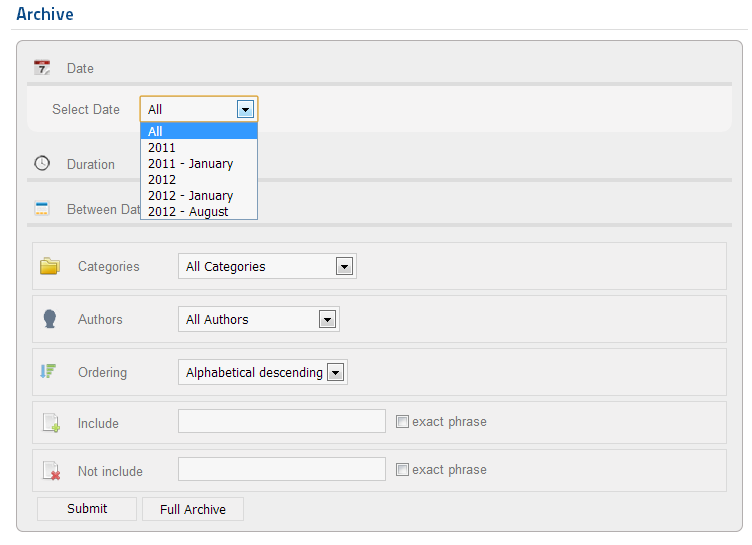 Archive
7
Date
Select Date All
All
2011
2011 - January
2012
2012 - January
2012 - August
Duration
Between Dat
Categories All Categories
Authors All Authors
Ordering Alphabetical descending
Include exact phrase
Not include exact phrase
Submit Full Archive